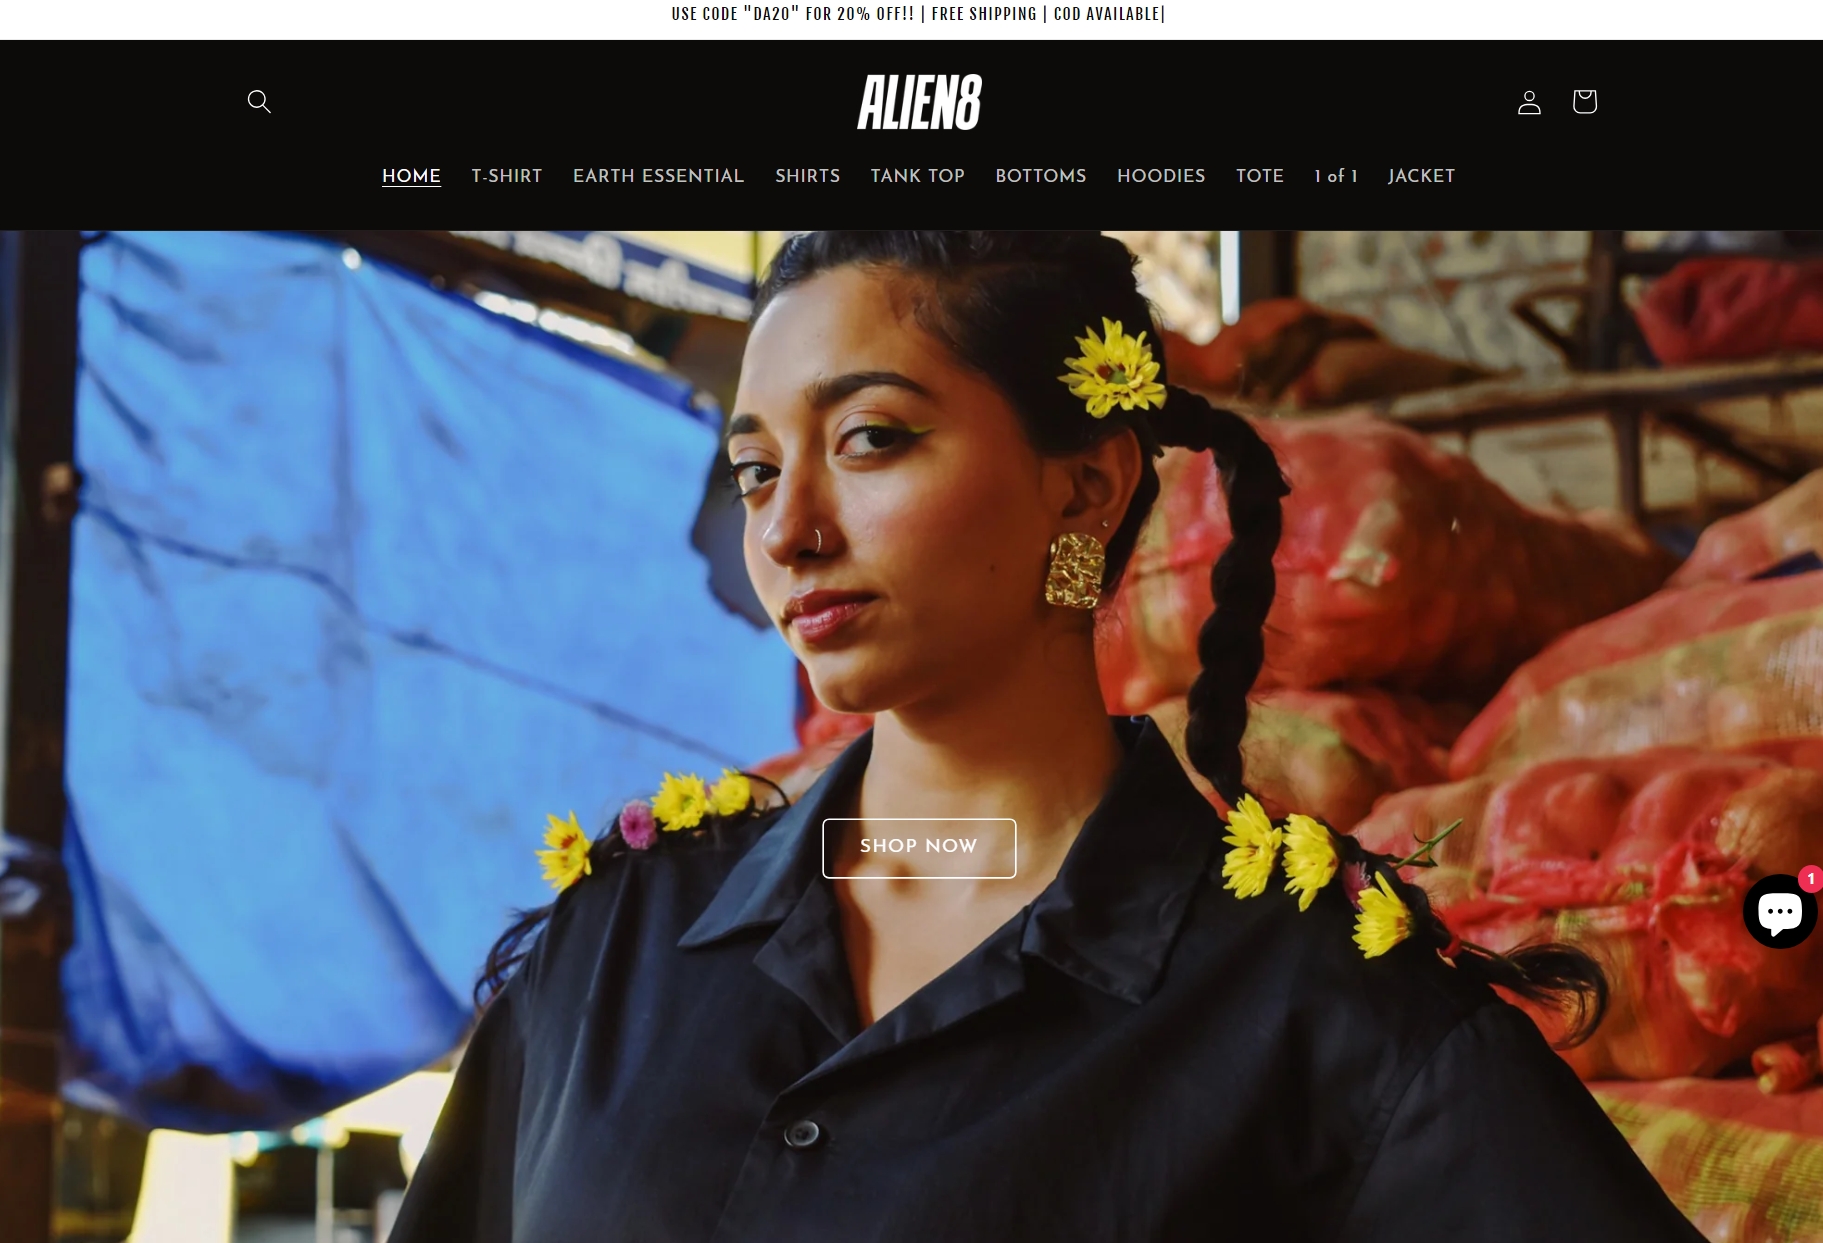 USE CODE "DA20" FOR 20% OFF!! | FREE SHIPPING | COD AVAILABLE|
ALIEN8
HOME T-SHIRT EARTH ESSENTIAL SHIRTS TANK TOP BOTTOMS HOODIES TOTE 1 of 1 JACKET
SHOP NOW
1